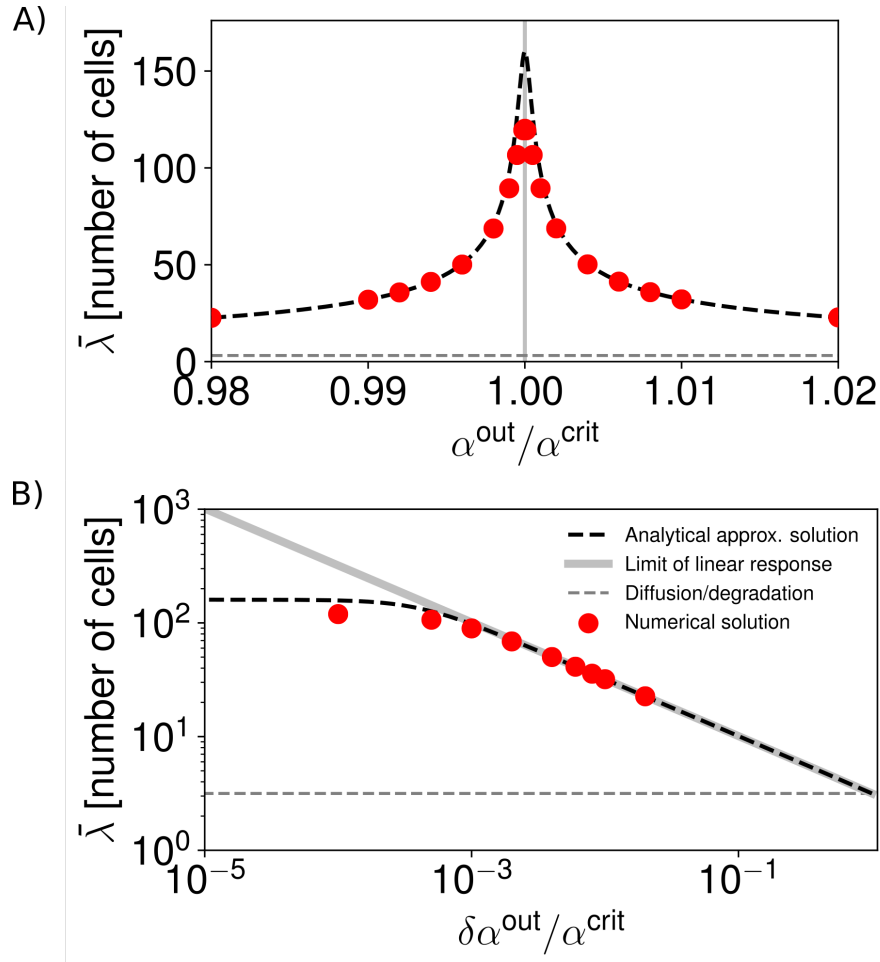 A)
λ̄ [number of cells]
150
100
50
0
0.98 0.99 1.00 1.01 1.02
α^out/α^crit
B)
λ̄ [number of cells]
10^3
10^2
10^1
10^0
Analytical approx. solution
Limit of linear response
Diffusion/degradation
Numerical solution
10^−5 10^−3 10^−1
δα^out/α^crit